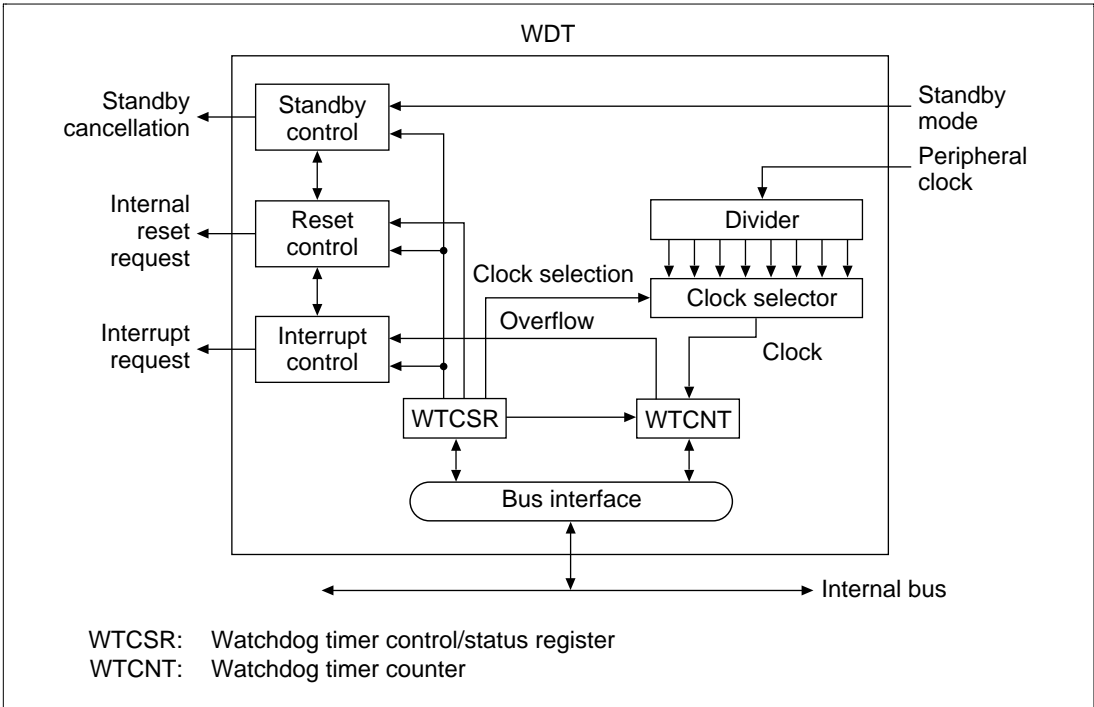 WDT
Standby
cancellation
Standby
control
Standby
mode
Peripheral
clock
Internal
reset
request
Reset
control
Divider
Clock selection
Clock selector
Overflow
Interrupt
request
Interrupt
control
Clock
WTCSR
WTCNT
Bus interface
Internal bus
WTCSR: Watchdog timer control/status register
WTCNT: Watchdog timer counter